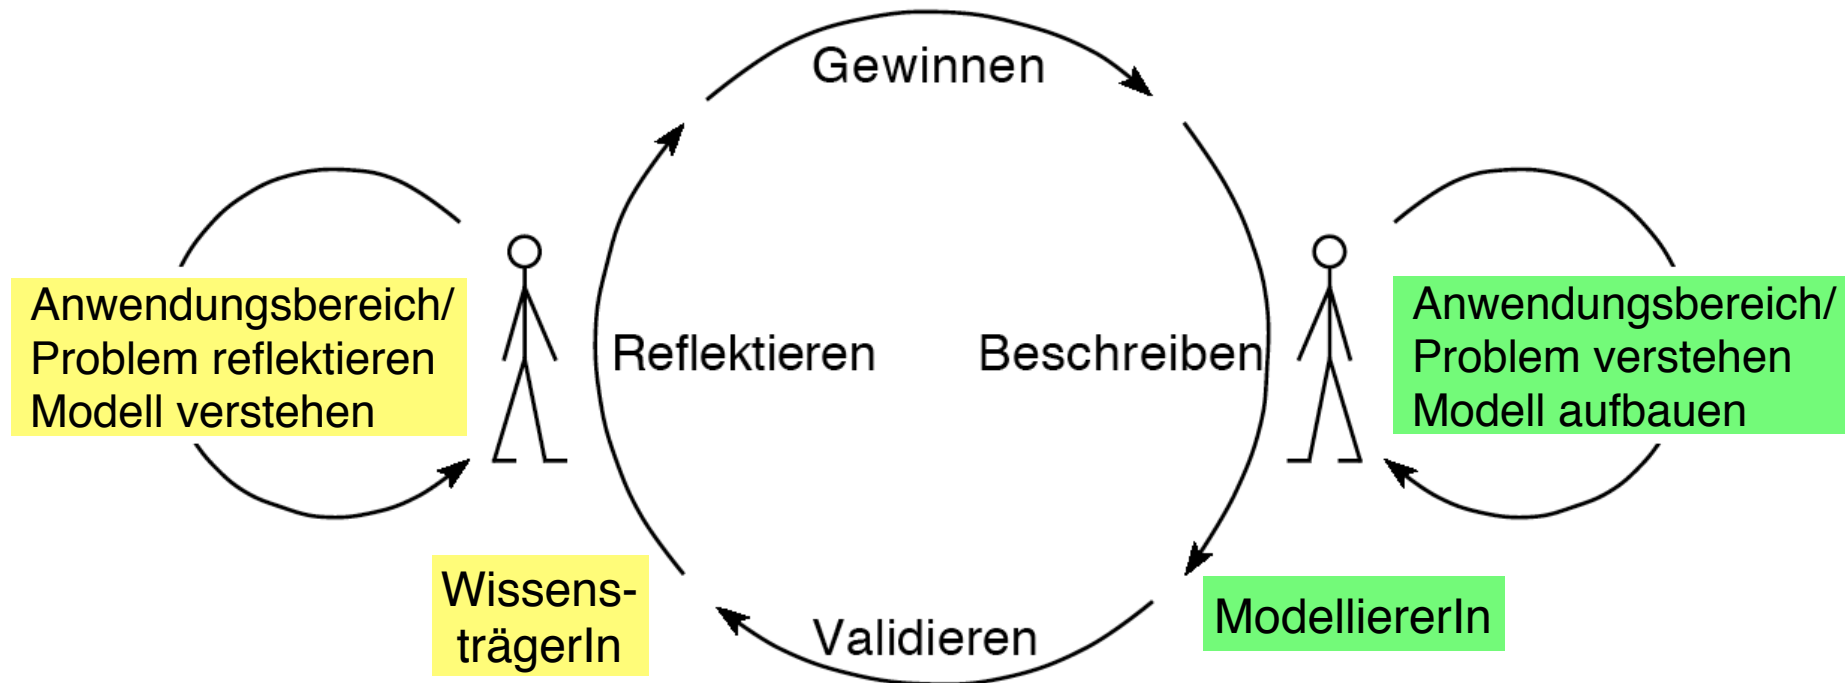 Gewinnen
Anwendungsbereich/
Problem reflektieren
Modell verstehen
Reflektieren
Beschreiben
Anwendungsbereich/
Problem verstehen
Modell aufbauen
Wissens-
trägerIn
Validieren
ModelliererIn